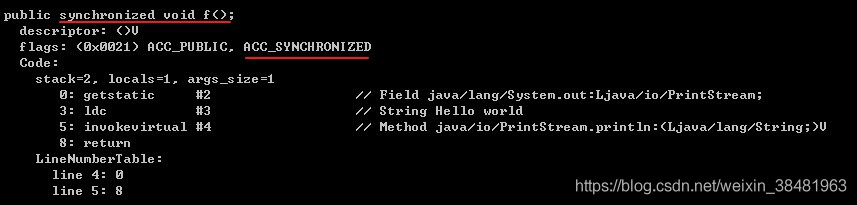 public synchronized void f();
descriptor: ()V
flags: (0x0021) ACC_PUBLIC, ACC_SYNCHRONIZED
Code:
stack=2, locals=1, args_size=1
0: getstatic #2 // Field java/lang/System.out:Ljava/io/PrintStream;
3: ldc #3 // String Hello world
5: invokevirtual #4 // Method java/io/PrintStream.println:(Ljava/lang/String;)V
8: return
LineNumberTable:
line 4: 0
line 5: 8
https://blog.csdn.net/weixin_38481963